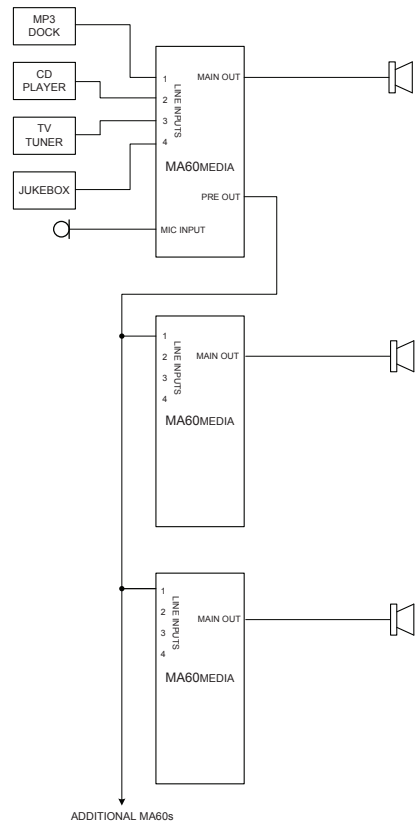 MP3
DOCK
CD
PLAYER
TV
TUNER
JUKEBOX
1
2
3
4
LINE INPUTS
MAIN OUT
MA60MEDIA
PRE OUT
MIC INPUT
1
2
3
4
LINE INPUTS
MAIN OUT
MA60MEDIA
1
2
3
4
LINE INPUTS
MAIN OUT
MA60MEDIA
ADDITIONAL MA60s